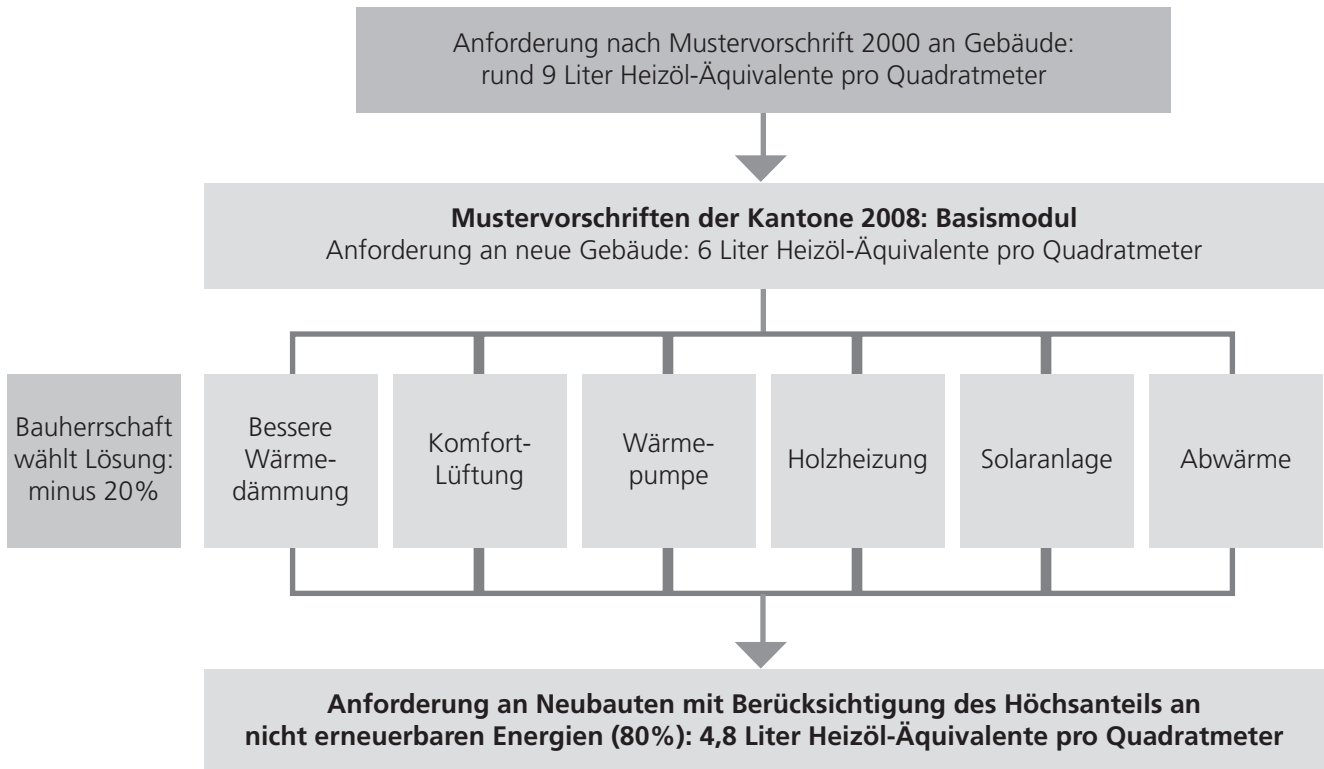 Anforderung nach Mustervorschrift 2000 an Gebäude:
rund 9 Liter Heizöl-Äquivalente pro Quadratmeter
Mustervorschriften der Kantone 2008: Basismodul
Anforderung an neue Gebäude: 6 Liter Heizöl-Äquivalente pro Quadratmeter
Bauherrschaft
wählt Lösung:
minus 20%
Bessere
Wärme-
dämmung
Komfort-
Lüftung
Wärme-
pumpe
Holzheizung
Solaranlage
Abwärme
Anforderung an Neubauten mit Berücksichtigung des Höchsanteils an
nicht erneuerbaren Energien (80%): 4,8 Liter Heizöl-Äquivalente pro Quadratmeter